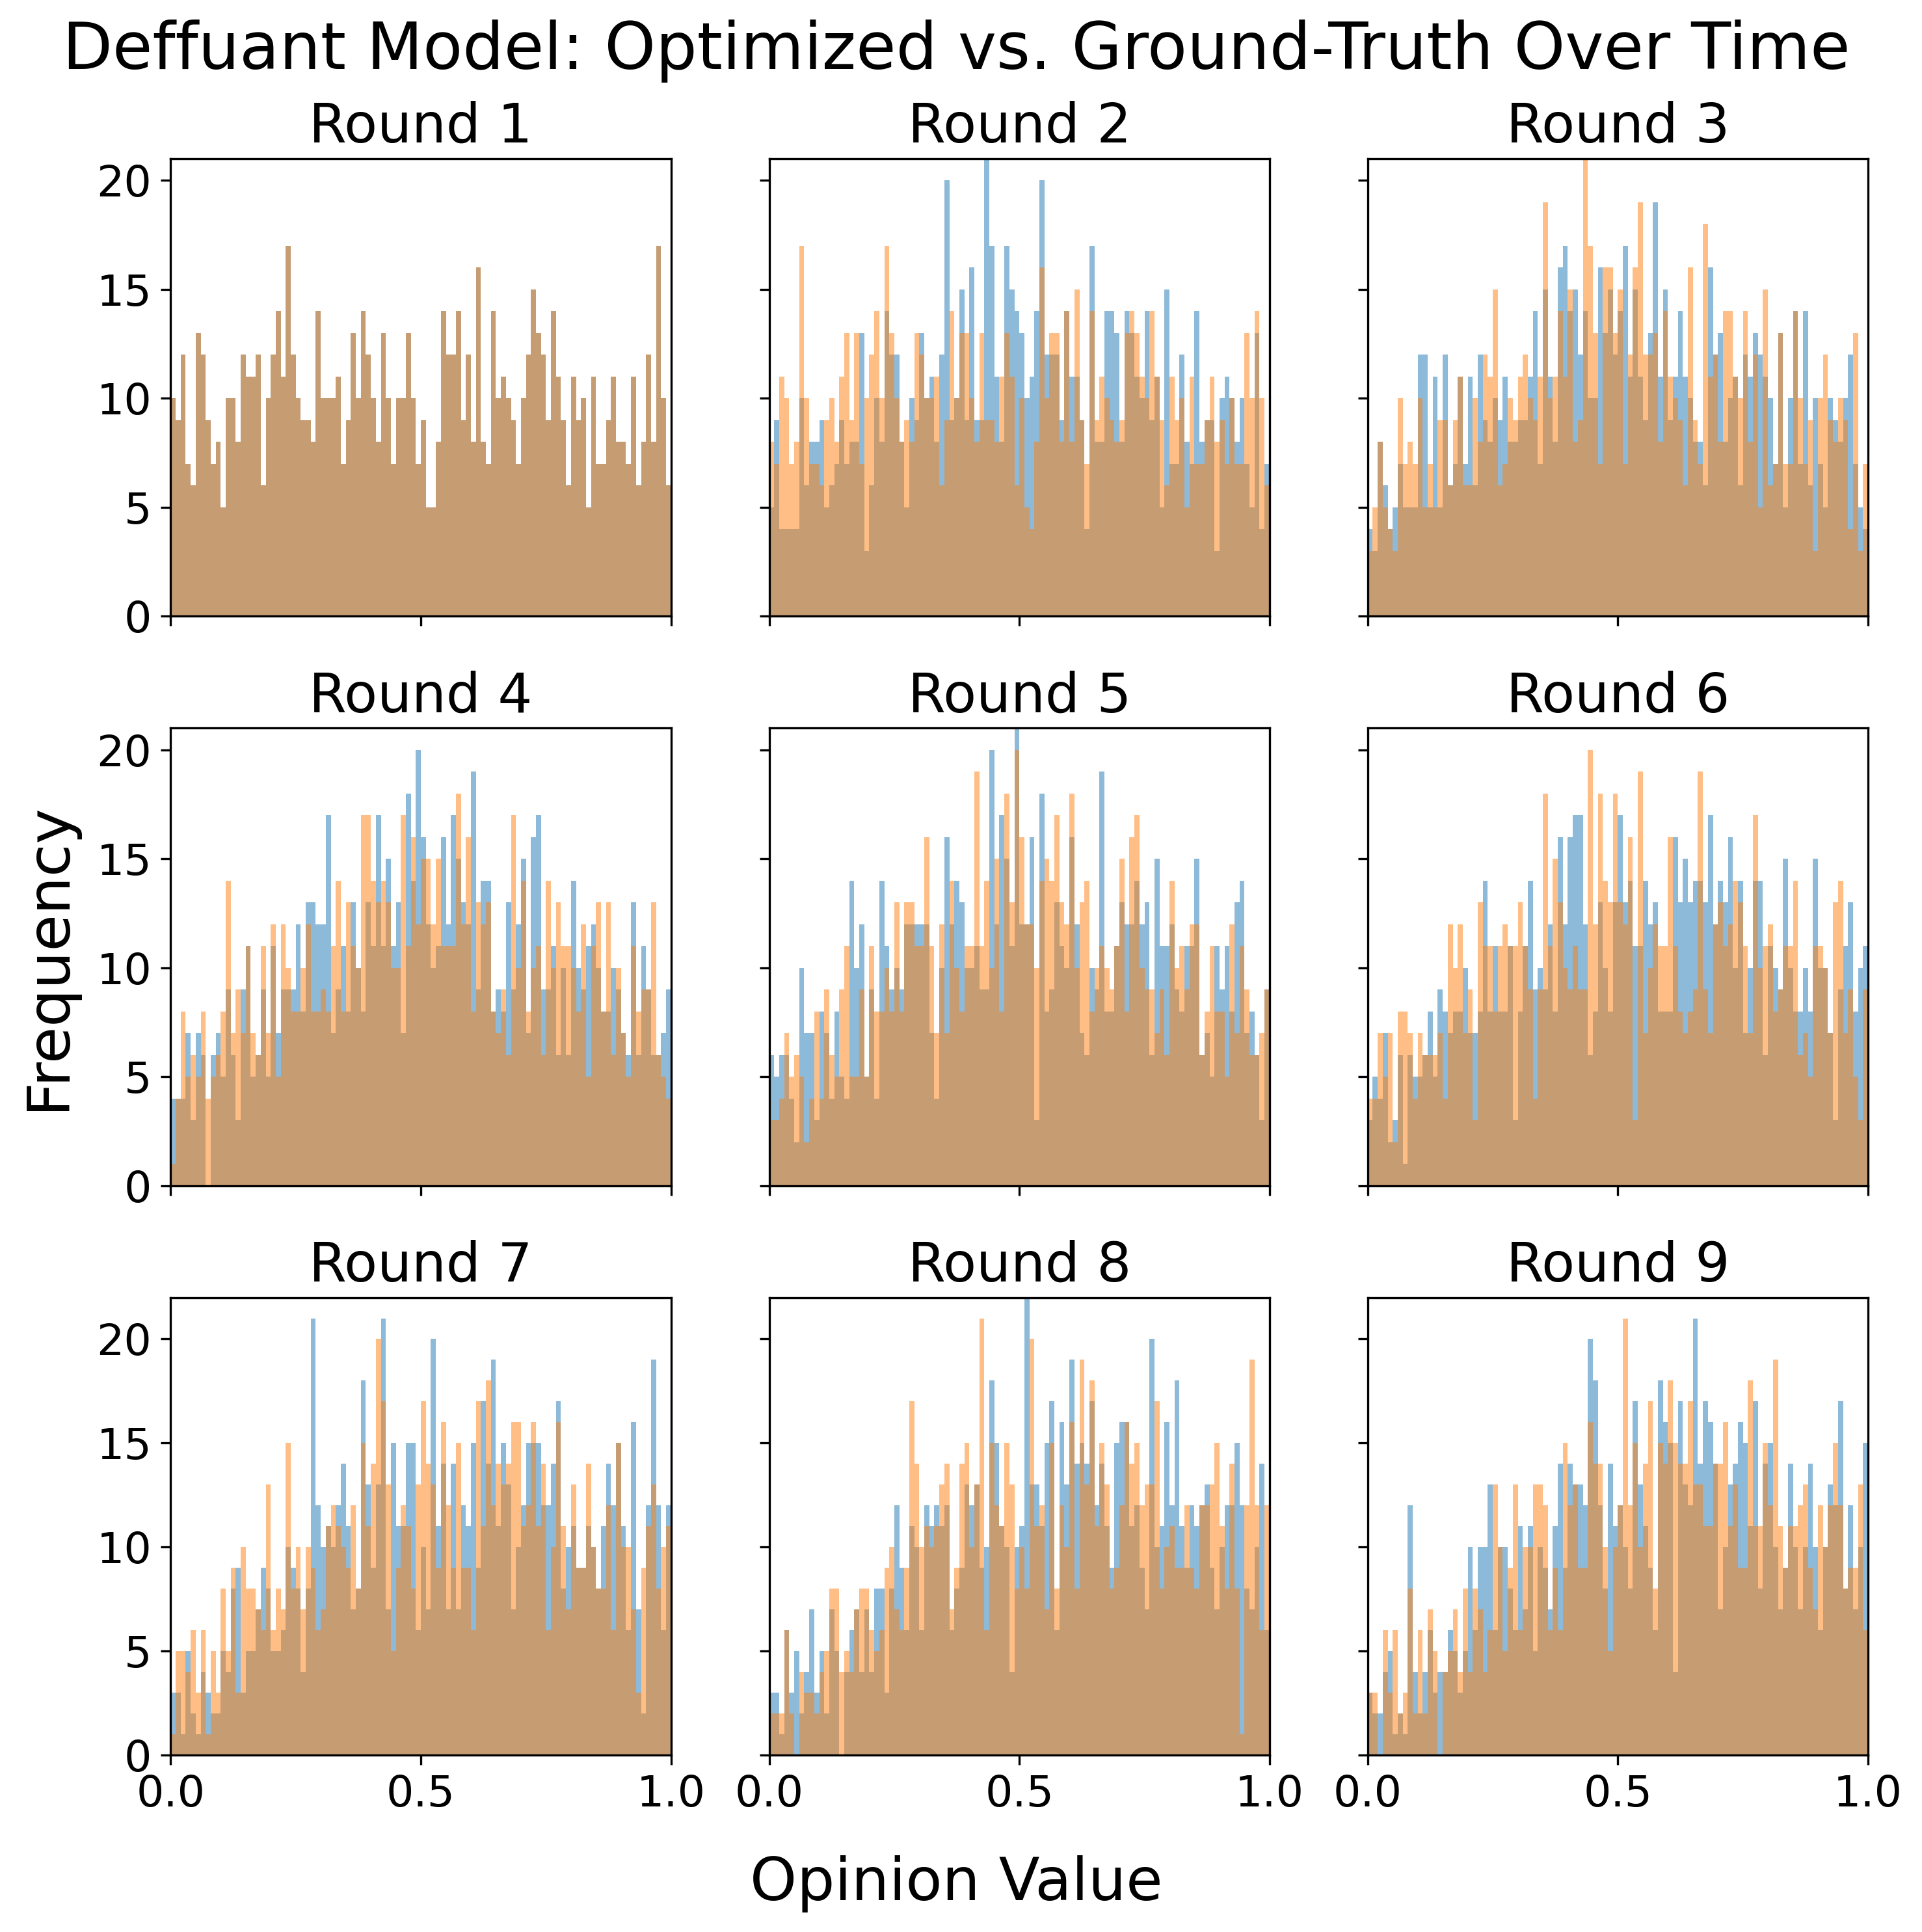 Deffuant Model: Optimized vs. Ground-Truth Over Time
Round 1
Round 2
Round 3
20
15
10
5
0
Round 4
Round 5
Round 6
20
15
10
5
0
Frequency
Round 7
Round 8
Round 9
20
15
10
5
0
0.0 0.5 1.0
0.0 0.5 1.0
0.0 0.5 1.0
Opinion Value